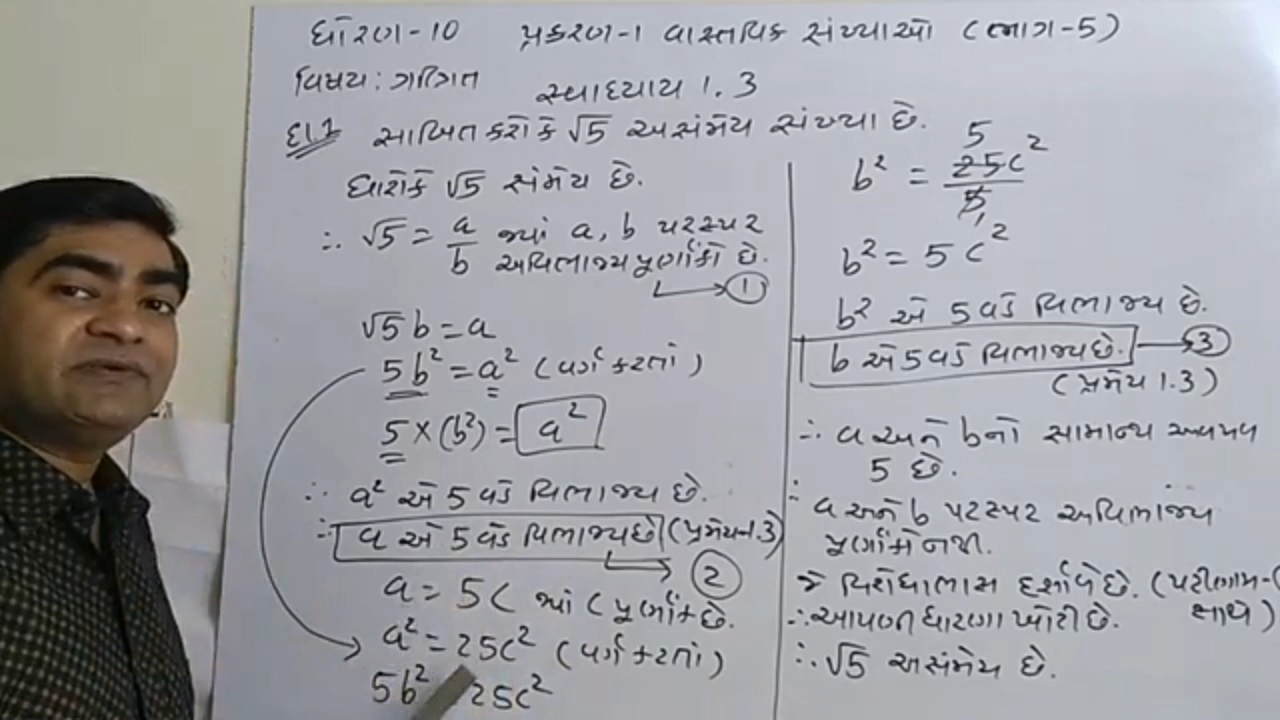 ધોરણ-10 પ્રકરણ-1 વાસ્તવિક સંખ્યાઓ (ભાગ-5)
વિષય: ગણિત
સ્વાધ્યાય 1.3
દા.1 સાબિત કરો કે √5 અસંમેય સંખ્યા છે.
ધારો કે √5 સંમેય છે.
∴ √5 = a/b જ્યાં a, b પરસ્પર
અવિભાજ્ય પૂર્ણાંકો છે.
→ ①
√5 b = a
5b² = a² (વર્ગ કરતાં)
5 × (b²) = a²
∴ a² એ 5 વડે વિભાજ્ય છે.
∴ a એ 5 વડે વિભાજ્ય છે (પ્રમેય-1.3)
→ ②
a = 5c જ્યાં c પૂર્ણાંક છે.
a² = 25c² (વર્ગ કરતાં)
5b² 25c²
5
b² = 25c²/5
1
b² = 5c²
b² એ 5 વડે વિભાજ્ય છે.
b એ 5 વડે વિભાજ્ય છે. → ③
(પ્રમેય 1.3)
∴ a અને b નો સામાન્ય અવયવ
5 છે.
∴ a અને b પરસ્પર અવિભાજ્ય
પૂર્ણાંકો નથી.
→ વિરોધાભાસ દર્શાવે છે. (પરીણામ-
સાથે)
∴ આપણી ધારણા ખોટી છે.
∴ √5 અસંમેય છે.